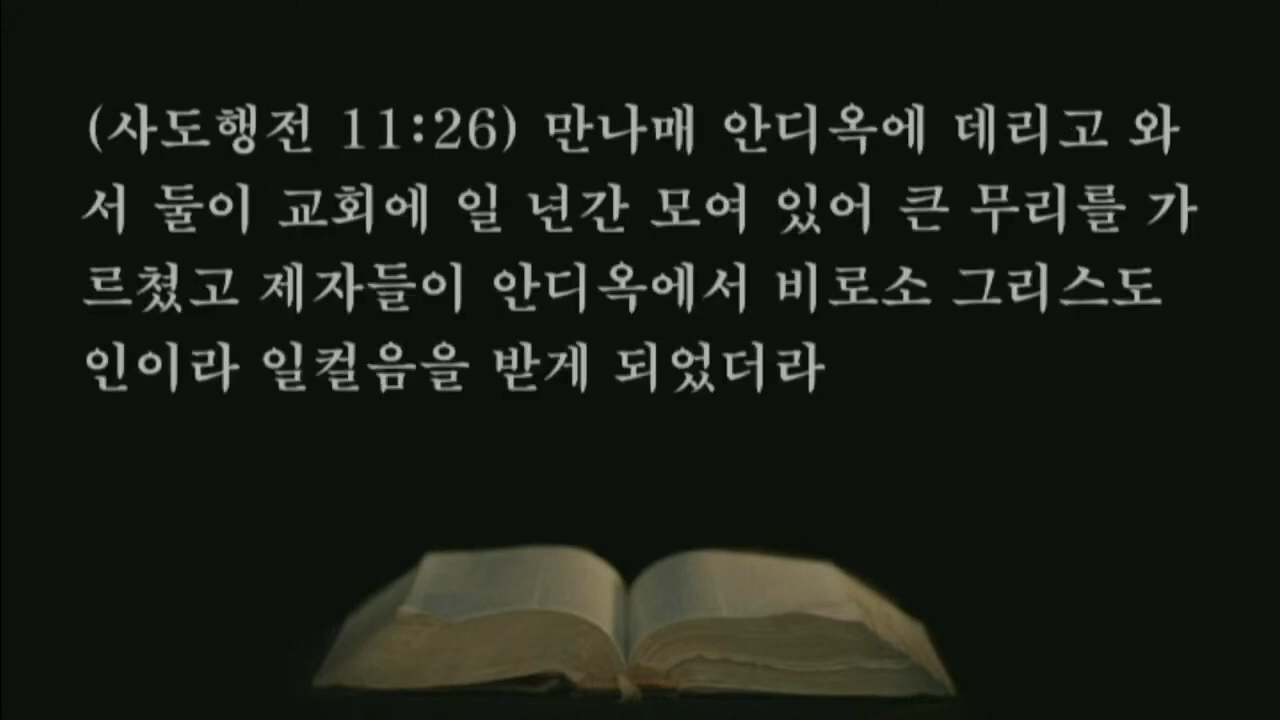 (사도행전 11:26) 만나매 안디옥에 데리고 와
서 둘이 교회에 일 년간 모여 있어 큰 무리를 가
르쳤고 제자들이 안디옥에서 비로소 그리스도
인이라 일컬음을 받게 되었더라